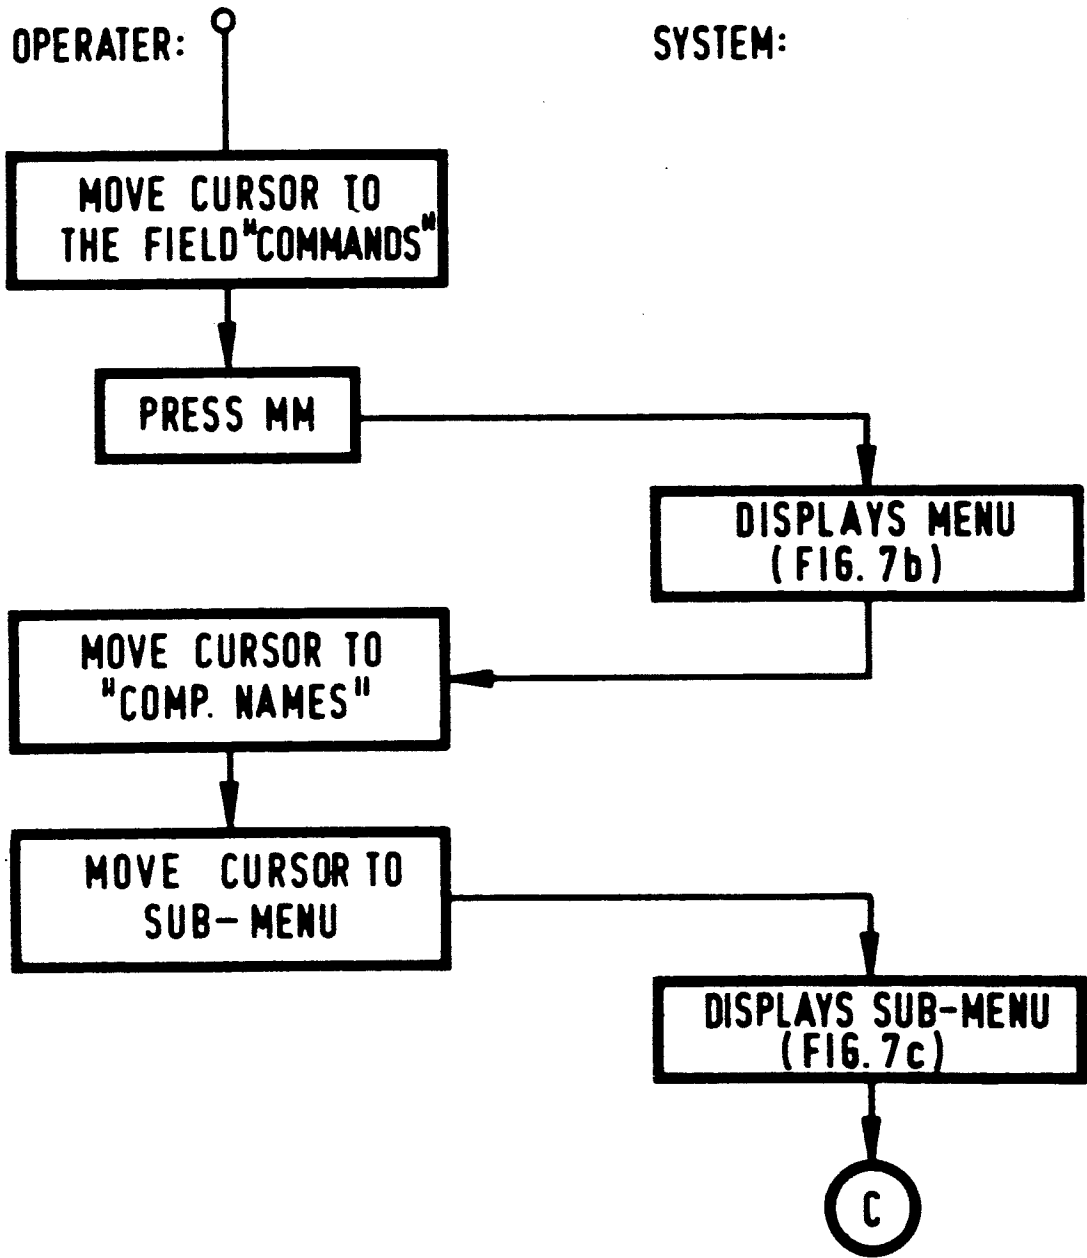 OPERATER:
SYSTEM:
MOVE CURSOR TO
THE FIELD "COMMANDS"
PRESS MM
DISPLAYS MENU
(FIG. 7b)
MOVE CURSOR TO
"COMP. NAMES"
MOVE CURSOR TO
SUB-MENU
DISPLAYS SUB-MENU
(FIG. 7c)
C